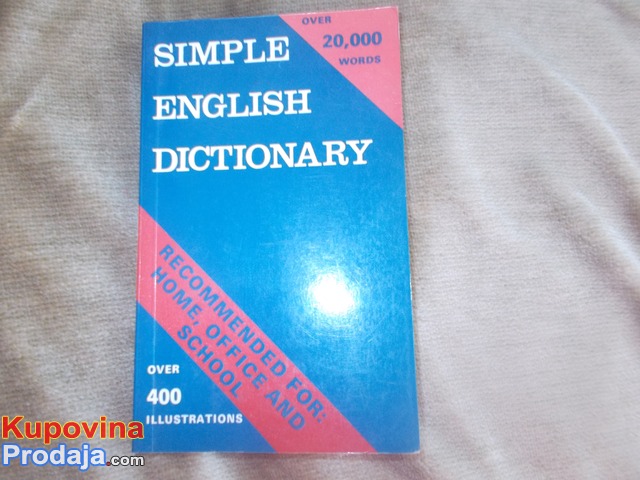 OVER
20,000
WORDS
SIMPLE
ENGLISH
DICTIONARY
RECOMMENDED FOR:
HOME, OFFICE AND
SCHOOL
OVER
400
ILLUSTRATIONS
Kupovina
Prodaja.com